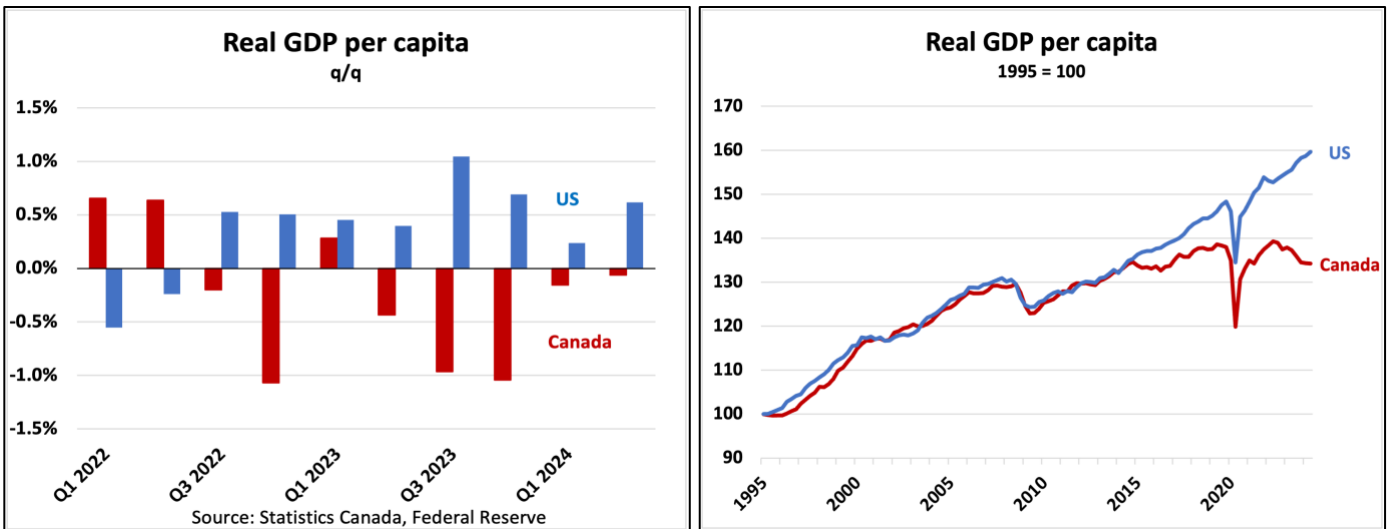 Real GDP per capita
q/q
1.5%
1.0%
0.5%
0.0%
-0.5%
-1.0%
-1.5%
US
Canada
Q1 2022
Q3 2022
Q1 2023
Q3 2023
Q1 2024
Source: Statistics Canada, Federal Reserve
Real GDP per capita
1995 = 100
170
160
150
140
130
120
110
100
90
US
Canada
1995
2000
2005
2010
2015
2020